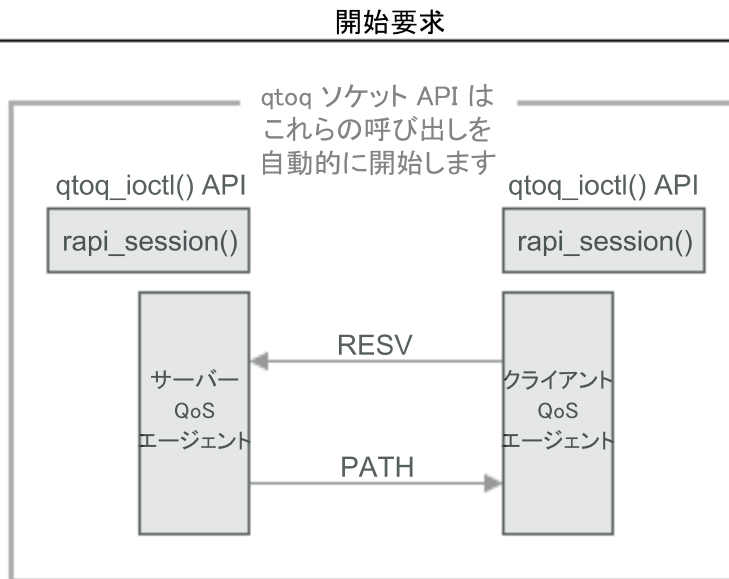 開始要求
qtoq ソケット API は
これらの呼び出しを
自動的に開始します
qtoq_ioctl() API
qtoq_ioctl() API
rapi_session()
rapi_session()
RESV
サーバー
QoS
エージェント
クライアント
QoS
エージェント
PATH